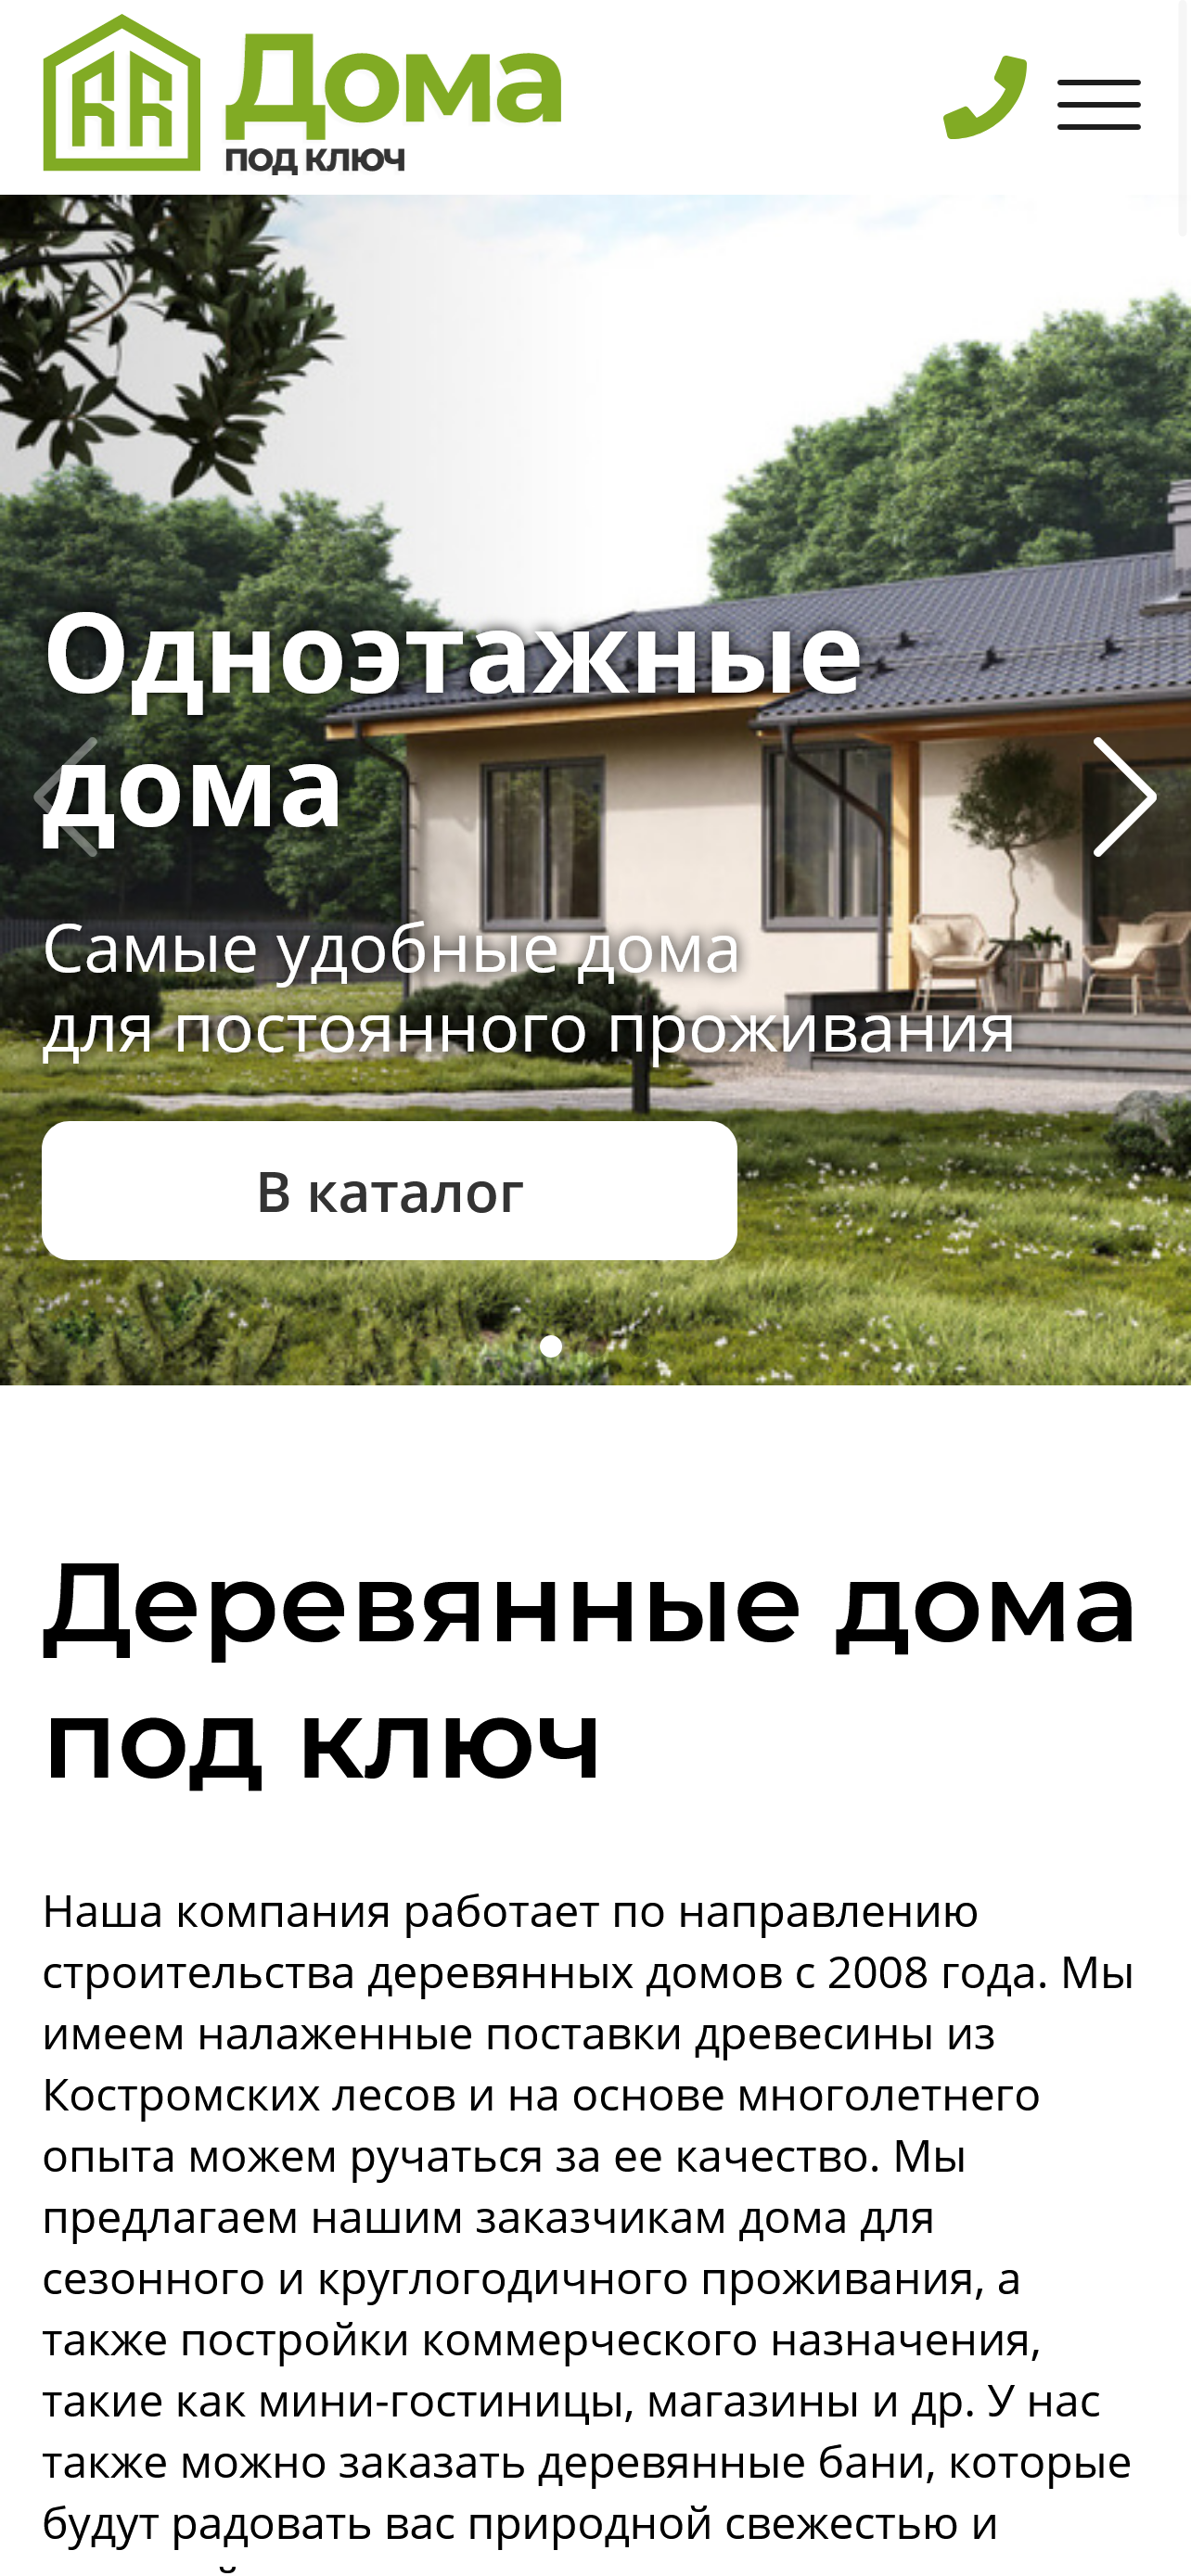 Дома
под ключ
Одноэтажные
дома
Самые удобные дома
для постоянного проживания
В каталог
Деревянные дома
под ключ
Наша компания работает по направлению
строительства деревянных домов с 2008 года. Мы
имеем налаженные поставки древесины из
Костромских лесов и на основе многолетнего
опыта можем ручаться за ее качество. Мы
предлагаем нашим заказчикам дома для
сезонного и круглогодичного проживания, а
также постройки коммерческого назначения,
такие как мини-гостиницы, магазины и др. У нас
также можно заказать деревянные бани, которые
будут радовать вас природной свежестью и